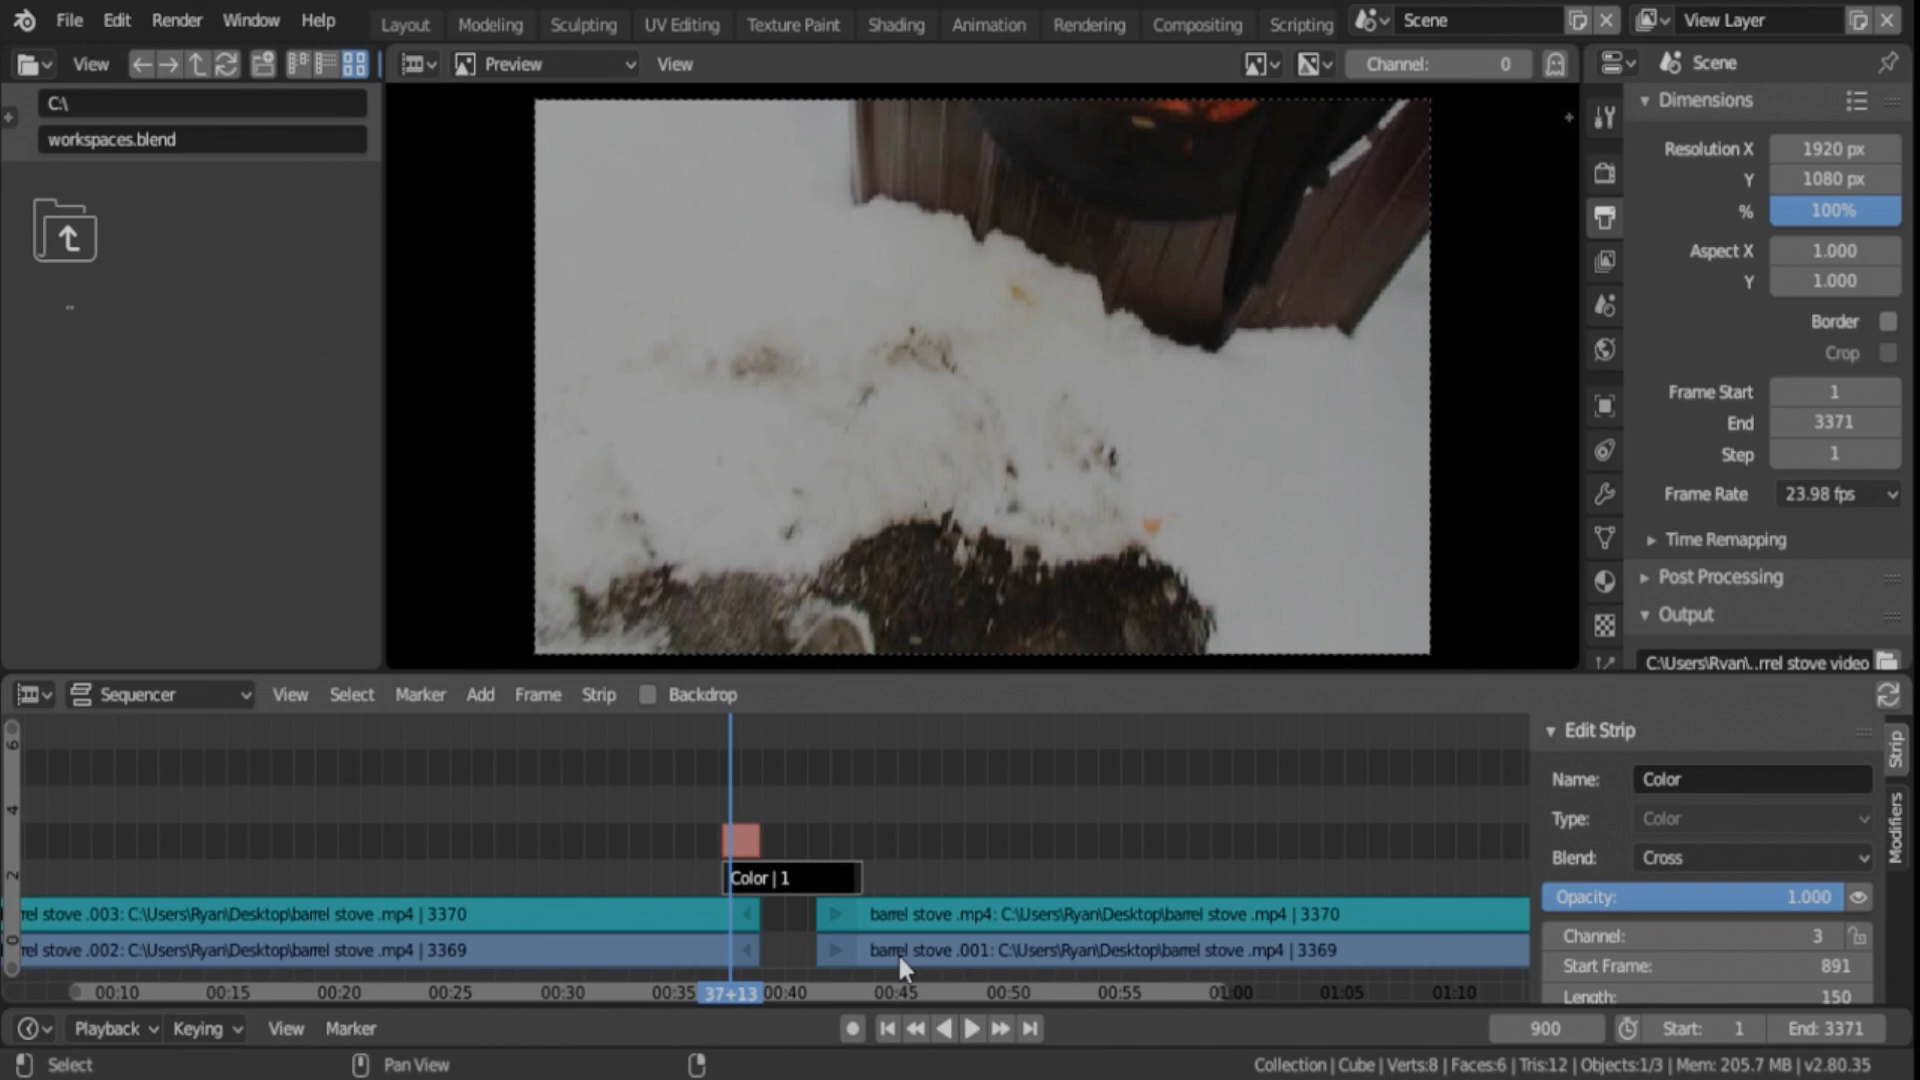 File Edit Render Window Help Layout Modeling Sculpting UV Editing Texture Paint Shading Animation Rendering Compositing Scripting Scene View Layer
View Preview View Channel: 0 Scene
C:\
workspaces.blend
..
Dimensions
Resolution X 1920 px
Y 1080 px
% 100%
Aspect X 1.000
Y 1.000
Border
Crop
Frame Start 1
End 3371
Step 1
Frame Rate 23.98 fps
Time Remapping
Post Processing
Output
C:\Users\Ryan\..rrel stove video
Sequencer View Select Marker Add Frame Strip Backdrop
6
4
2
0
Color | 1
rel stove .003: C:\Users\Ryan\Desktop\barrel stove .mp4 | 3370
barrel stove .mp4: C:\Users\Ryan\Desktop\barrel stove .mp4 | 3370
rel stove .002: C:\Users\Ryan\Desktop\barrel stove .mp4 | 3369
barrel stove .001: C:\Users\Ryan\Desktop\barrel stove .mp4 | 3369
00:10 00:15 00:20 00:25 00:30 00:35 37+13 00:40 00:45 00:50 00:55 01:00 01:05 01:10
Edit Strip
Name: Color
Type: Color
Blend: Cross
Opacity: 1.000
Channel: 3
Start Frame: 891
Length: 150
Strip
Modifiers
Playback Keying View Marker 900 Start: 1 End: 3371
Select Pan View Collection | Cube | Verts:8 | Faces:6 | Tris:12 | Objects:1/3 | Mem: 205.7 MB | v2.80.35